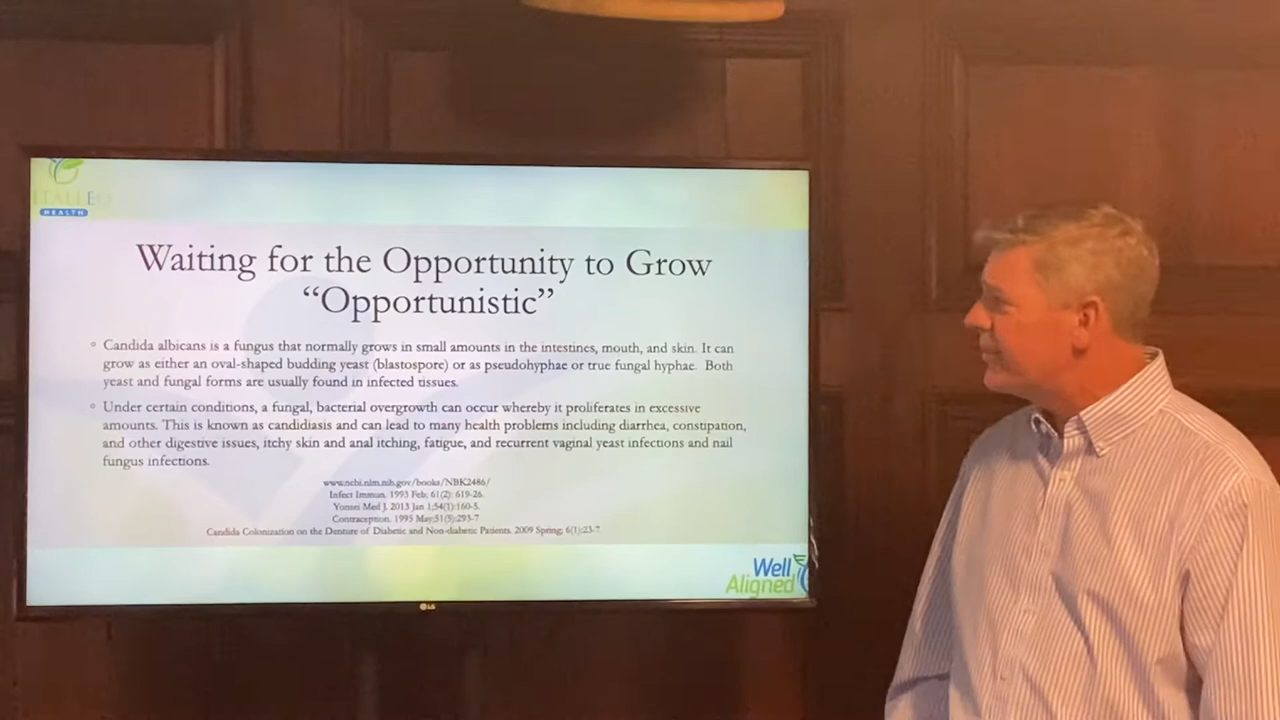 HEALTH
Waiting for the Opportunity to Grow
“Opportunistic”
Candida albicans is a fungus that normally grows in small amounts in the intestines, mouth, and skin. It can
grow as either an oval-shaped budding yeast (blastospore) or as pseudohyphae or true fungal hyphae. Both
yeast and fungal forms are usually found in infected tissues.
Under certain conditions, a fungal, bacterial overgrowth can occur whereby it proliferates in excessive
amounts. This is known as candidiasis and can lead to many health problems including diarrhea, constipation,
and other digestive issues, itchy skin and anal itching, fatigue, and recurrent vaginal yeast infections and nail
fungus infections.
www.ncbi.nlm.nih.gov/books/NBK2486/
Infect Immun. 1993 Feb; 61(2): 619-26.
Yonsei Med J. 2013 Jan 1;54(1):160-5.
Contraception. 1995 May;51(5):293-7
Candida Colonization on the Denture of Diabetic and Non-diabetic Patients. 2009 Spring; 6(1):23-7.
Well
Aligned
LG